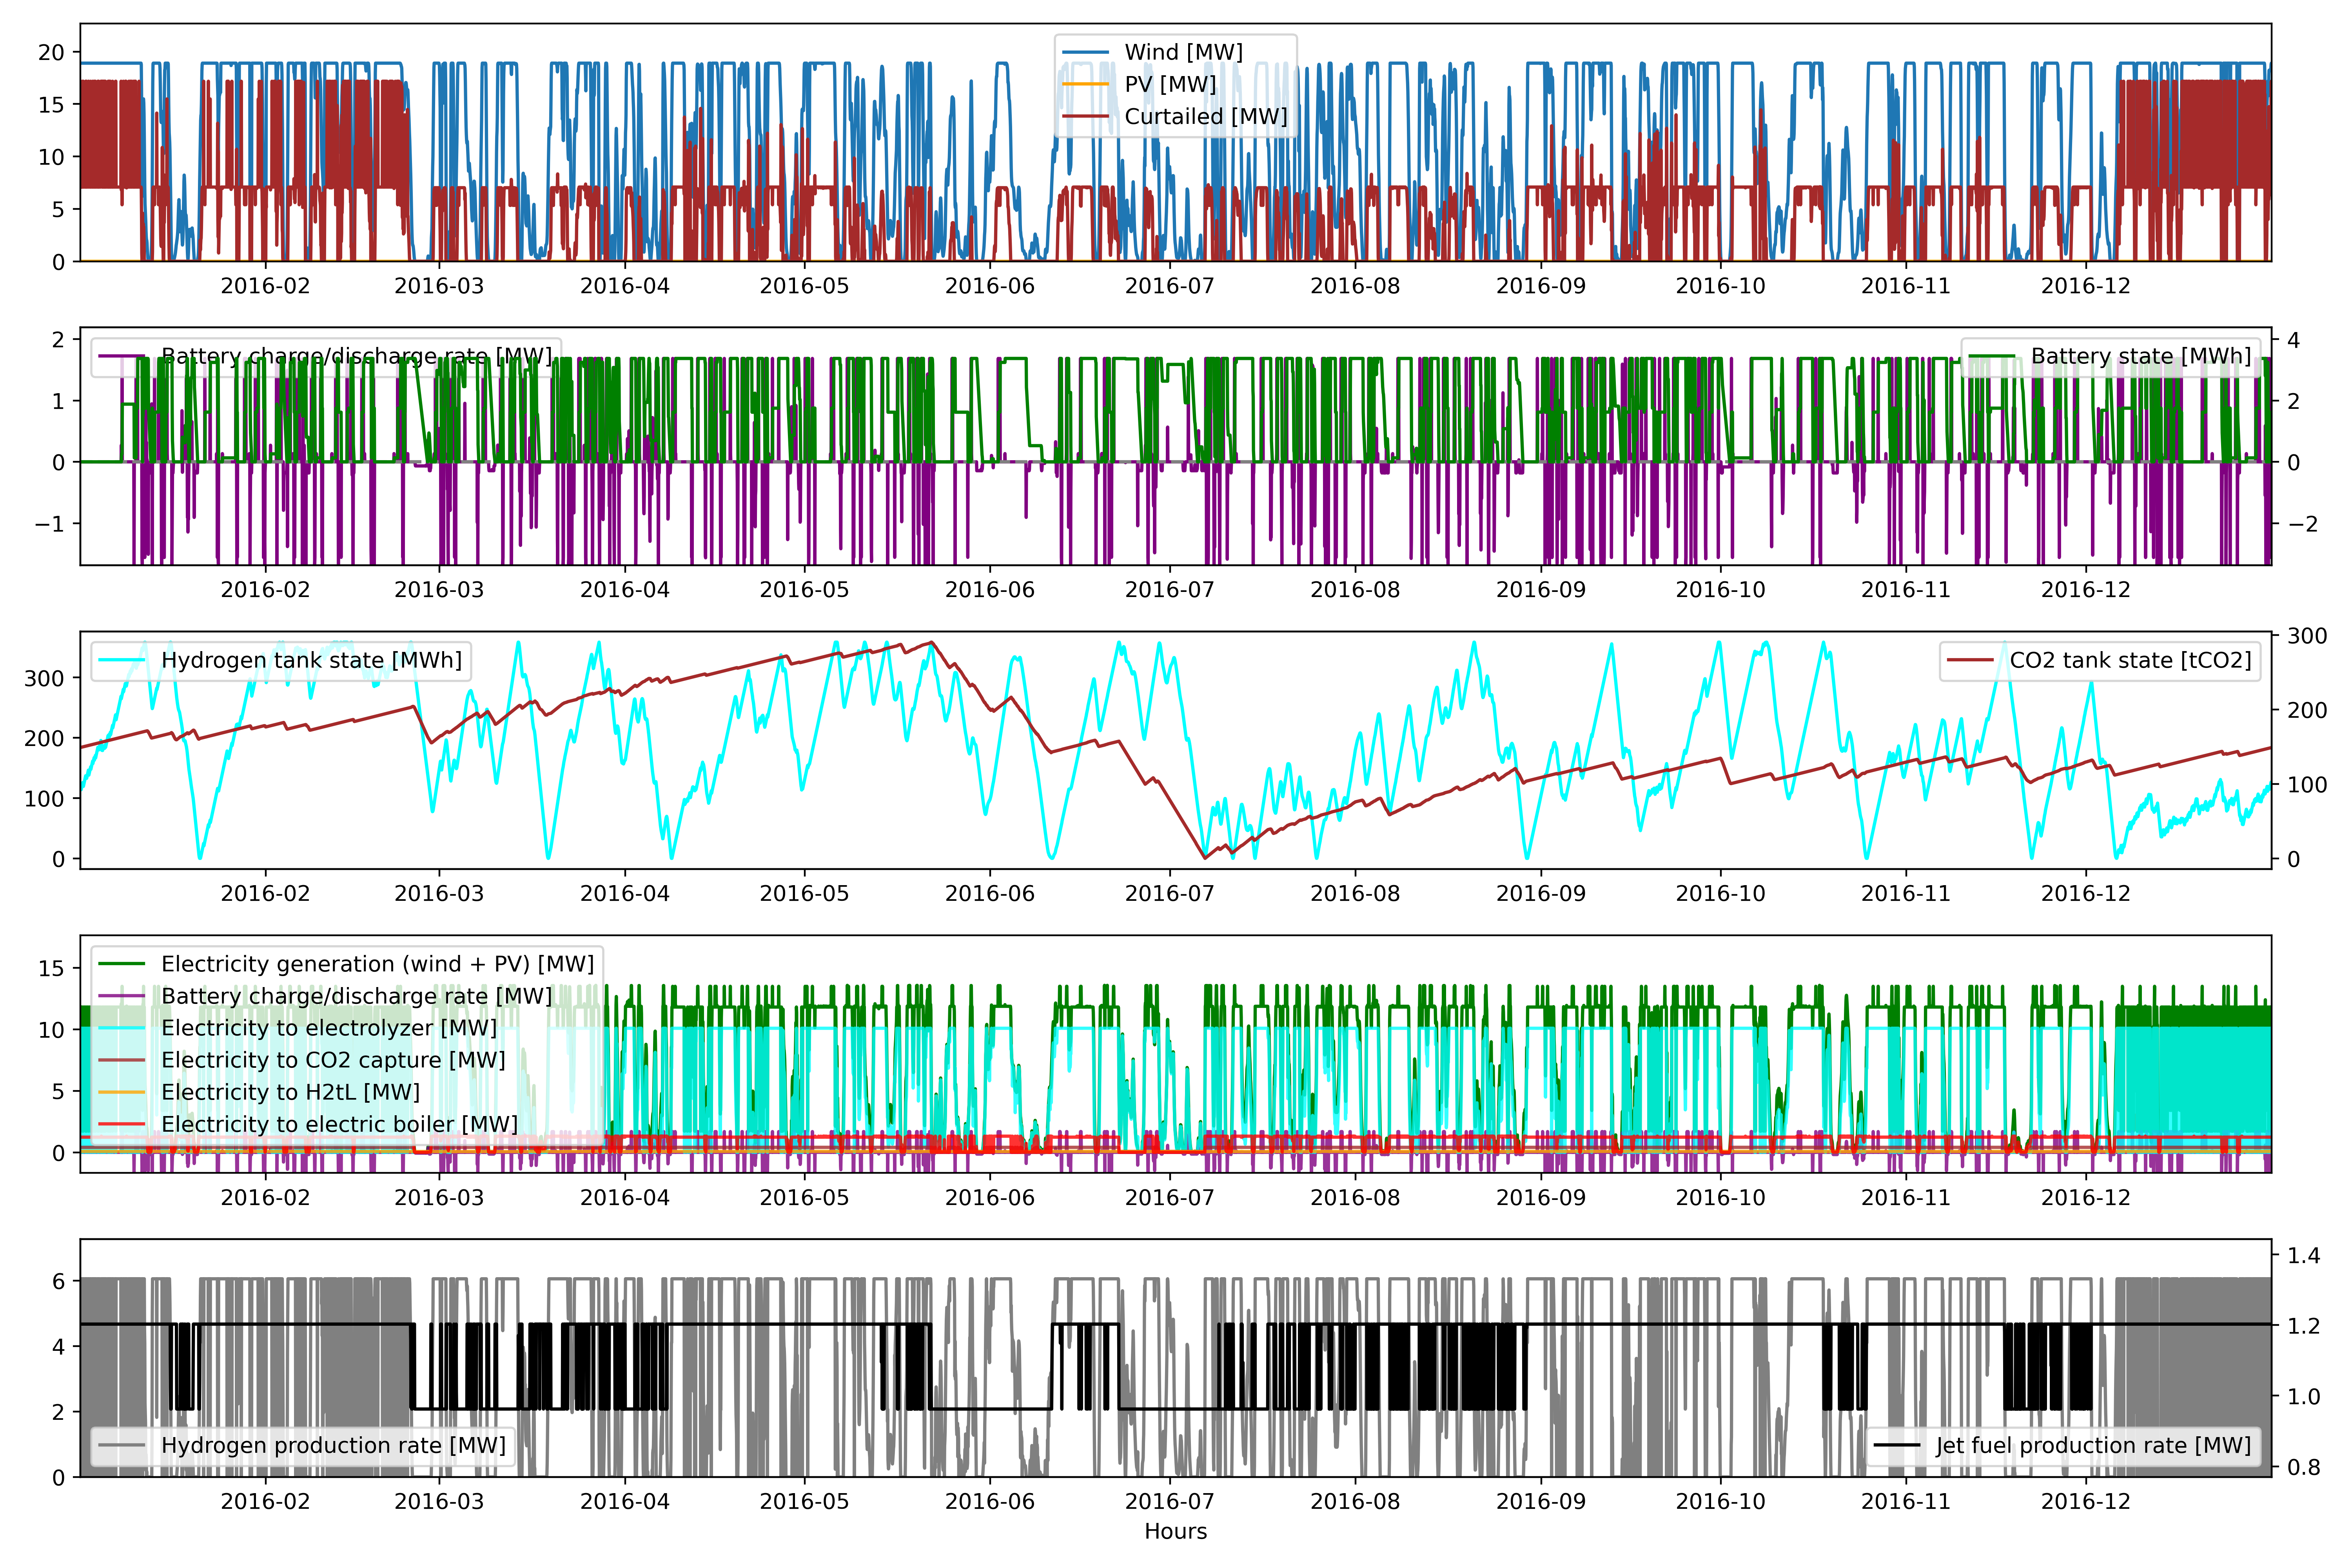 20
15
10
5
0
Wind [MW]
PV [MW]
Curtailed [MW]
2016-02 2016-03 2016-04 2016-05 2016-06 2016-07 2016-08 2016-09 2016-10 2016-11 2016-12
2
1
0
−1
Battery charge/discharge rate [MW]
Battery state [MWh]
4
2
0
−2
2016-02 2016-03 2016-04 2016-05 2016-06 2016-07 2016-08 2016-09 2016-10 2016-11 2016-12
300
200
100
0
Hydrogen tank state [MWh]
CO2 tank state [tCO2]
300
200
100
0
2016-02 2016-03 2016-04 2016-05 2016-06 2016-07 2016-08 2016-09 2016-10 2016-11 2016-12
15
10
5
0
Electricity generation (wind + PV) [MW]
Battery charge/discharge rate [MW]
Electricity to electrolyzer [MW]
Electricity to CO2 capture [MW]
Electricity to H2tL [MW]
Electricity to electric boiler [MW]
2016-02 2016-03 2016-04 2016-05 2016-06 2016-07 2016-08 2016-09 2016-10 2016-11 2016-12
6
4
2
0
Hydrogen production rate [MW]
Jet fuel production rate [MW]
1.4
1.2
1.0
0.8
2016-02 2016-03 2016-04 2016-05 2016-06 2016-07 2016-08 2016-09 2016-10 2016-11 2016-12
Hours